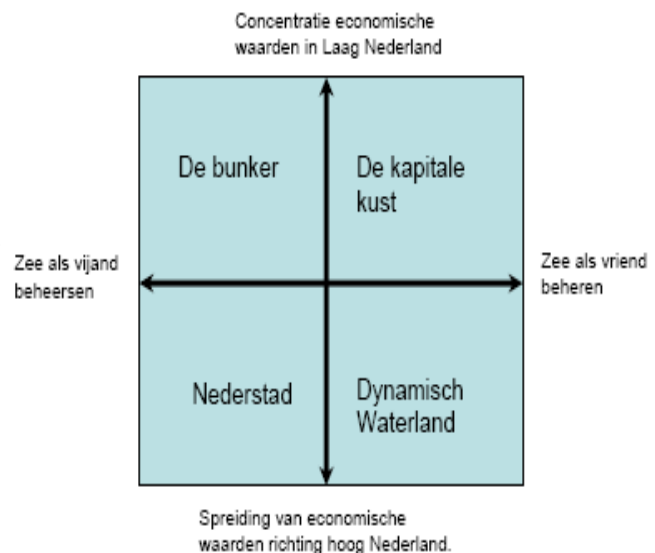 Concentratie economische
waarden in Laag Nederland
De bunker
De kapitale
kust
Zee als vijand
beheersen
Zee als vriend
beheren
Nederstad
Dynamisch
Waterland
Spreiding van economische
waarden richting hoog Nederland.